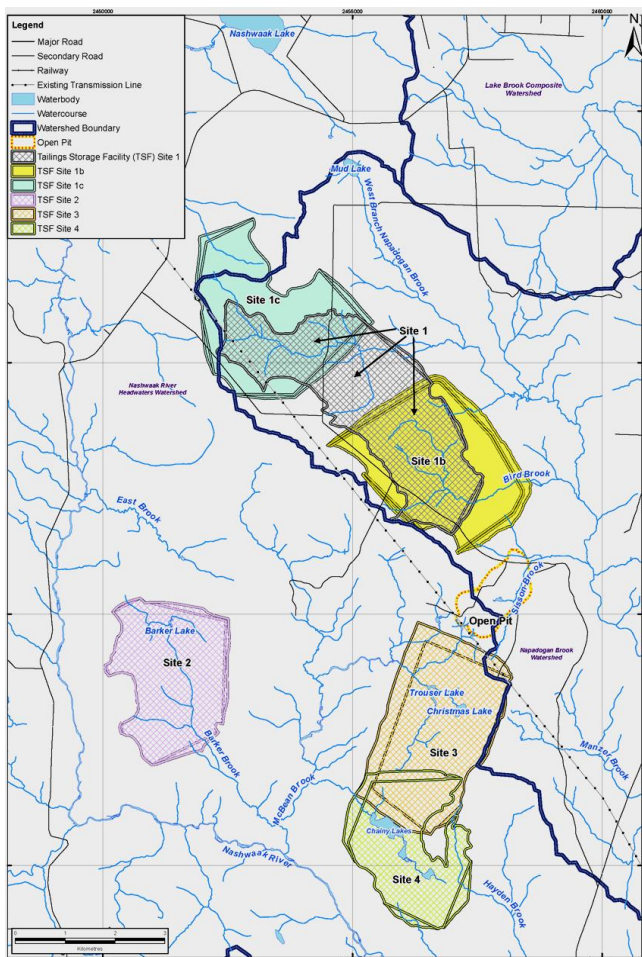 2450000
2455000
2460000
N
Legend
Major Road
Secondary Road
Railway
Existing Transmission Line
Waterbody
Watercourse
Watershed Boundary
Open Pit
Tailings Storage Facility (TSF) Site 1
TSF Site 1b
TSF Site 1c
TSF Site 2
TSF Site 3
TSF Site 4
Nashwaak Lake
Lake Brook Composite
Watershed
Mud Lake
West Branch Napadogan Brook
Site 1c
Site 1
Nashwaak River
Headwaters Watershed
Site 1b
Bird Brook
East Brook
Sisson Brook
Open Pit
Barker Lake
Site 2
Napadogan Brook
Watershed
Trouser Lake
Christmas Lake
Site 3
Manzer Brook
Barker Brook
McBean Brook
Chainy Lakes
Nashwaak River
Site 4
Hayden Brook
0 1 2 3
Kilometres